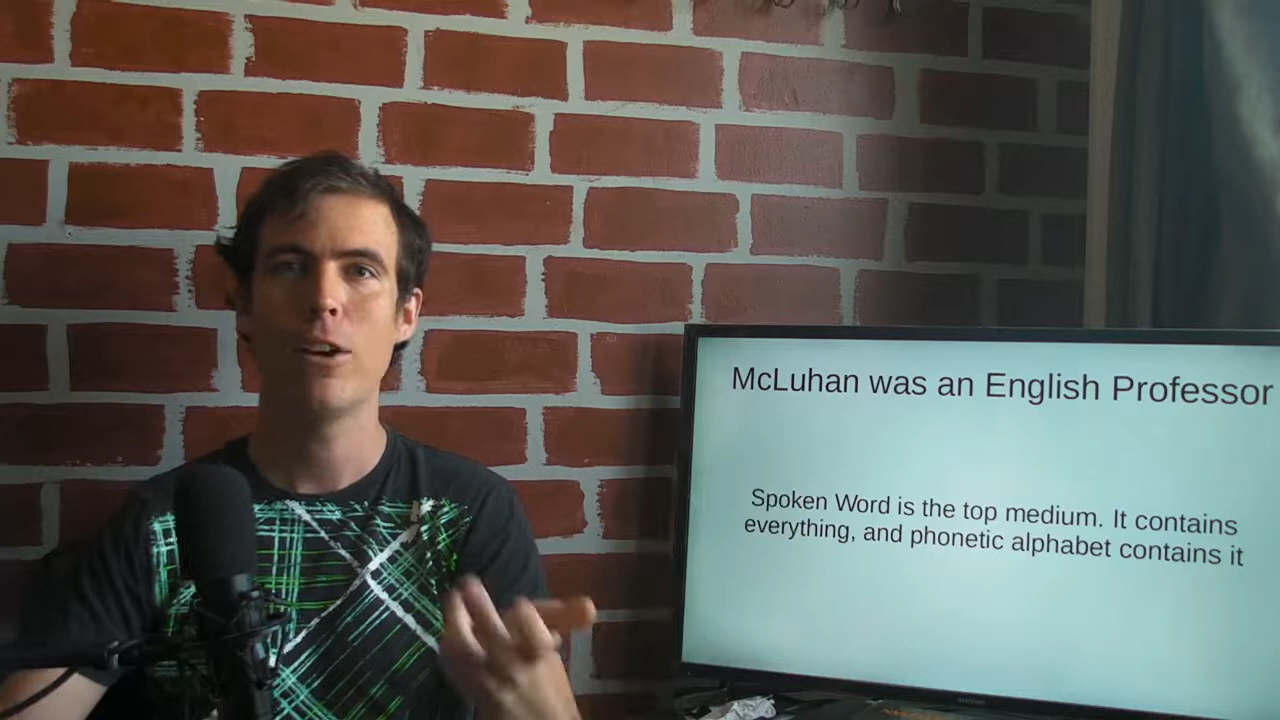 McLuhan was an English Professor
Spoken Word is the top medium. It contains
everything, and phonetic alphabet contains it